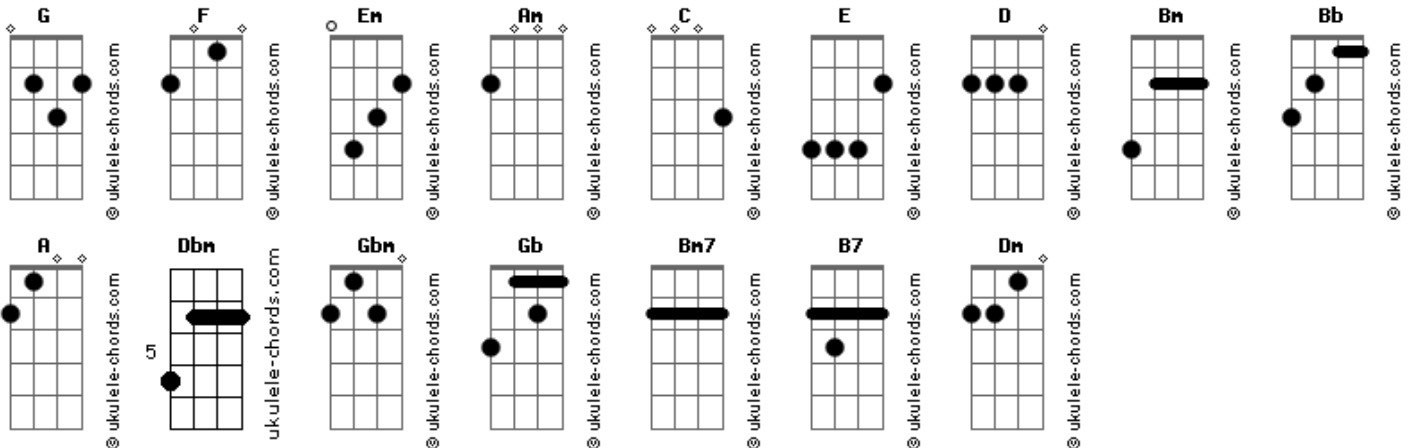 G F Em Am C E D Bm Bb
© ukulele-chords.com © ukulele-chords.com © ukulele-chords.com © ukulele-chords.com © ukulele-chords.com © ukulele-chords.com © ukulele-chords.com © ukulele-chords.com © ukulele-chords.com
A Dbm Gbm Gb Bm7 B7 Dm
5
© ukulele-chords.com ukulele-chords.com © ukulele-chords.com © ukulele-chords.com © ukulele-chords.com © ukulele-chords.com © ukulele-chords.com